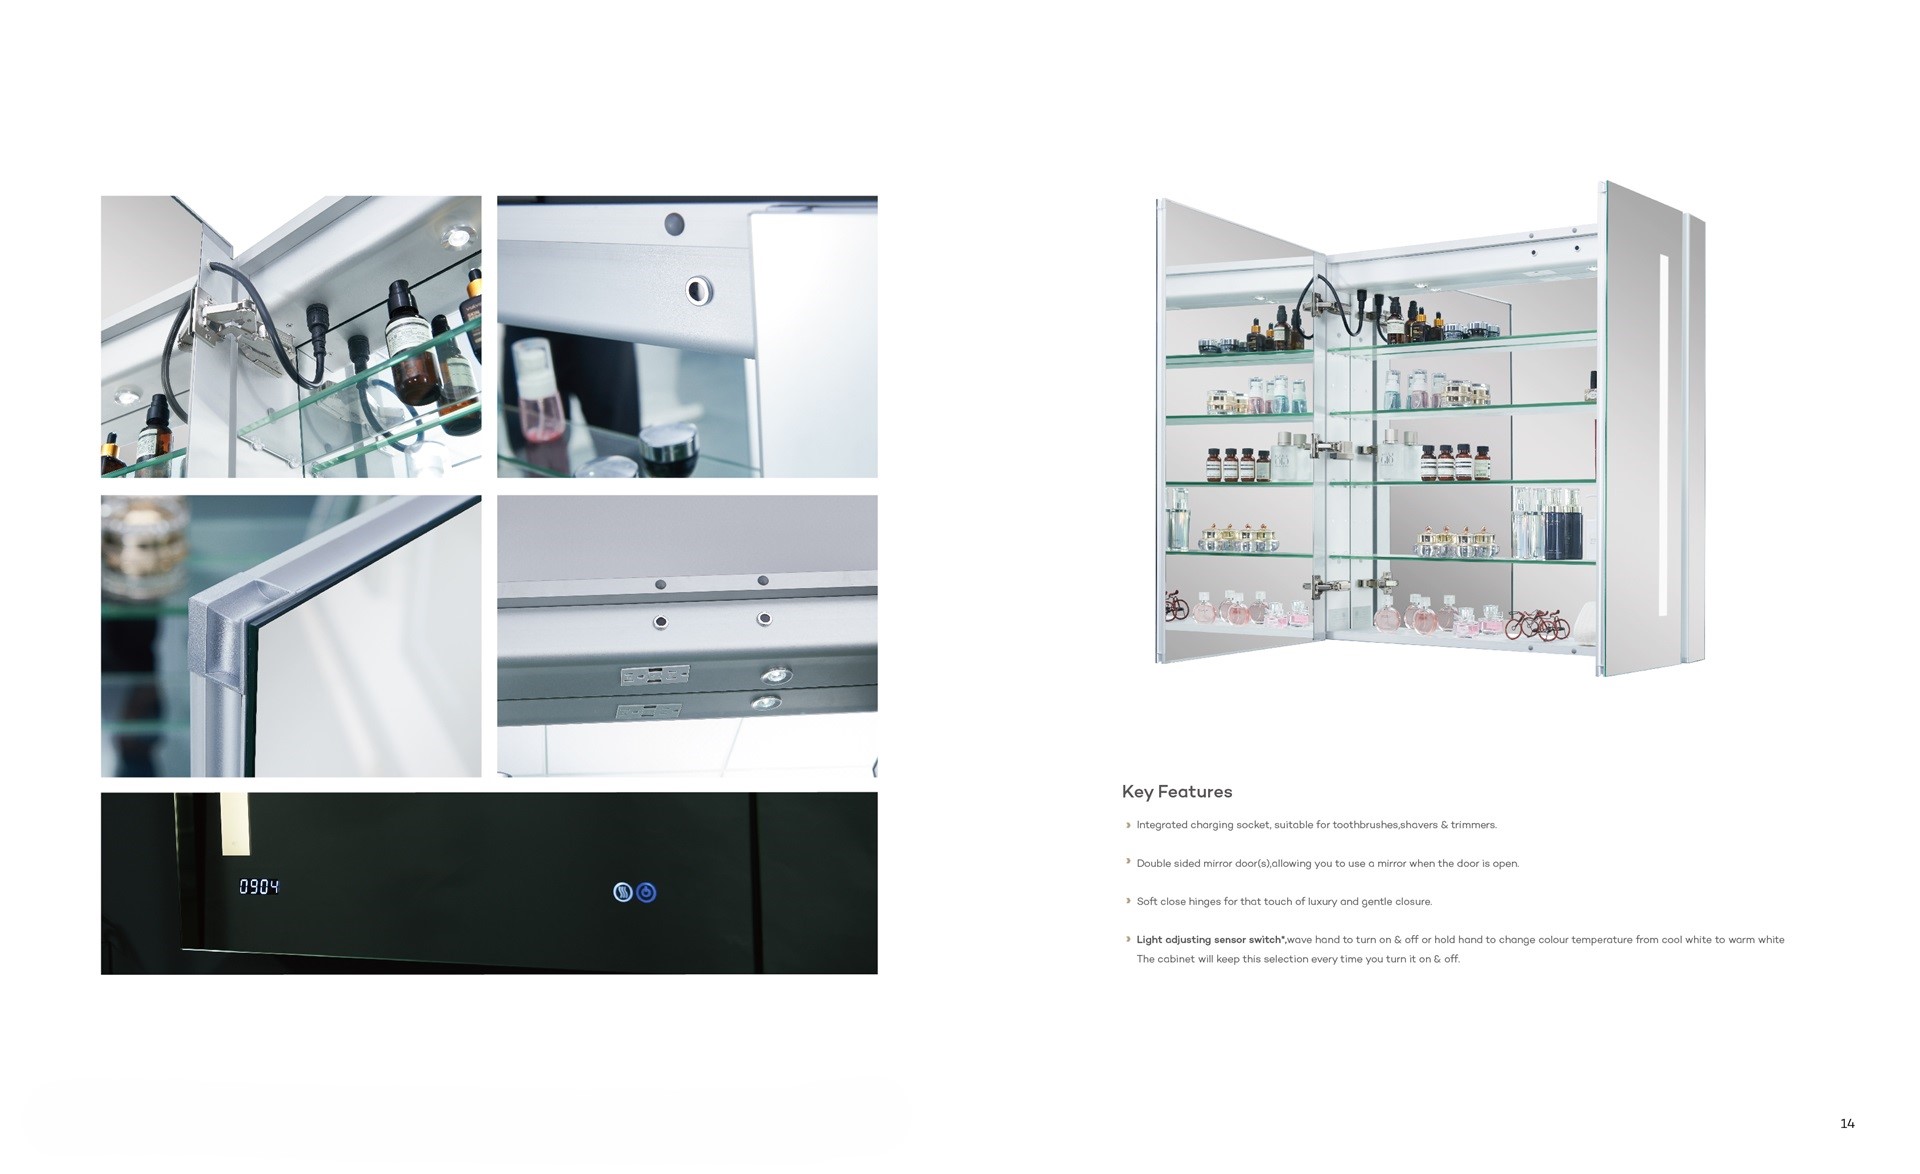 0904
Key Features
Integrated charging socket, suitable for toothbrushes,shavers & trimmers.
Double sided mirror door(s),allowing you to use a mirror when the door is open.
Soft close hinges for that touch of luxury and gentle closure.
Light adjusting sensor switch*,wave hand to turn on & off or hold hand to change colour temperature from cool white to warm white
The cabinet will keep this selection every time you turn it on & off.
14